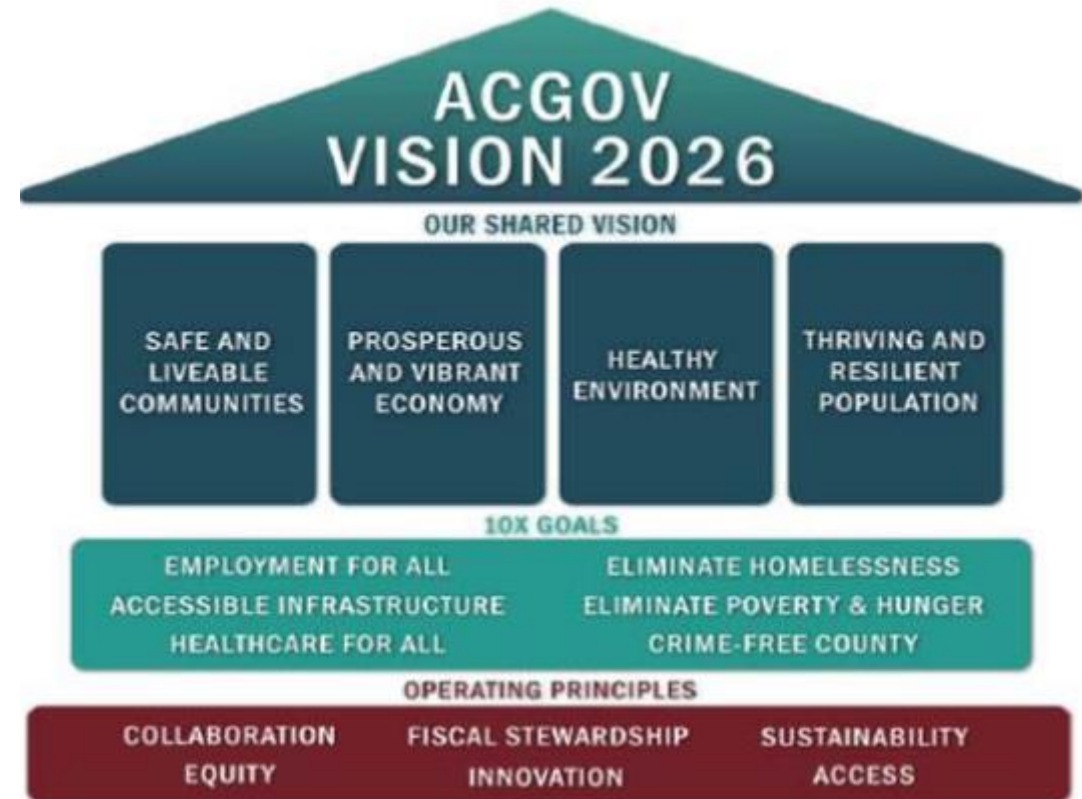 ACGOV
VISION 2026
OUR SHARED VISION
SAFE AND
LIVEABLE
COMMUNITIES
PROSPEROUS
AND VIBRANT
ECONOMY
HEALTHY
ENVIRONMENT
THRIVING AND
RESILIENT
POPULATION
10X GOALS
EMPLOYMENT FOR ALL
ACCESSIBLE INFRASTRUCTURE
HEALTHCARE FOR ALL
ELIMINATE HOMELESSNESS
ELIMINATE POVERTY & HUNGER
CRIME-FREE COUNTY
OPERATING PRINCIPLES
COLLABORATION
EQUITY
FISCAL STEWARDSHIP
INNOVATION
SUSTAINABILITY
ACCESS